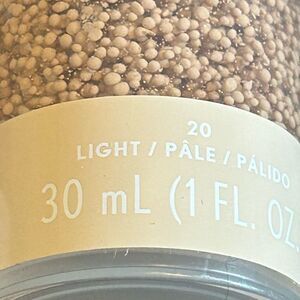 20
LIGHT / PÂLE / PÁLIDO
30 mL (1 FL. OZ.